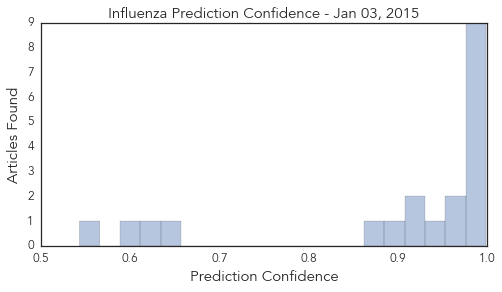 Influenza Prediction Confidence - Jan 03, 2015
Articles Found
9
8
7
6
5
4
3
2
1
0
0.5 0.6 0.7 0.8 0.9 1.0
Prediction Confidence